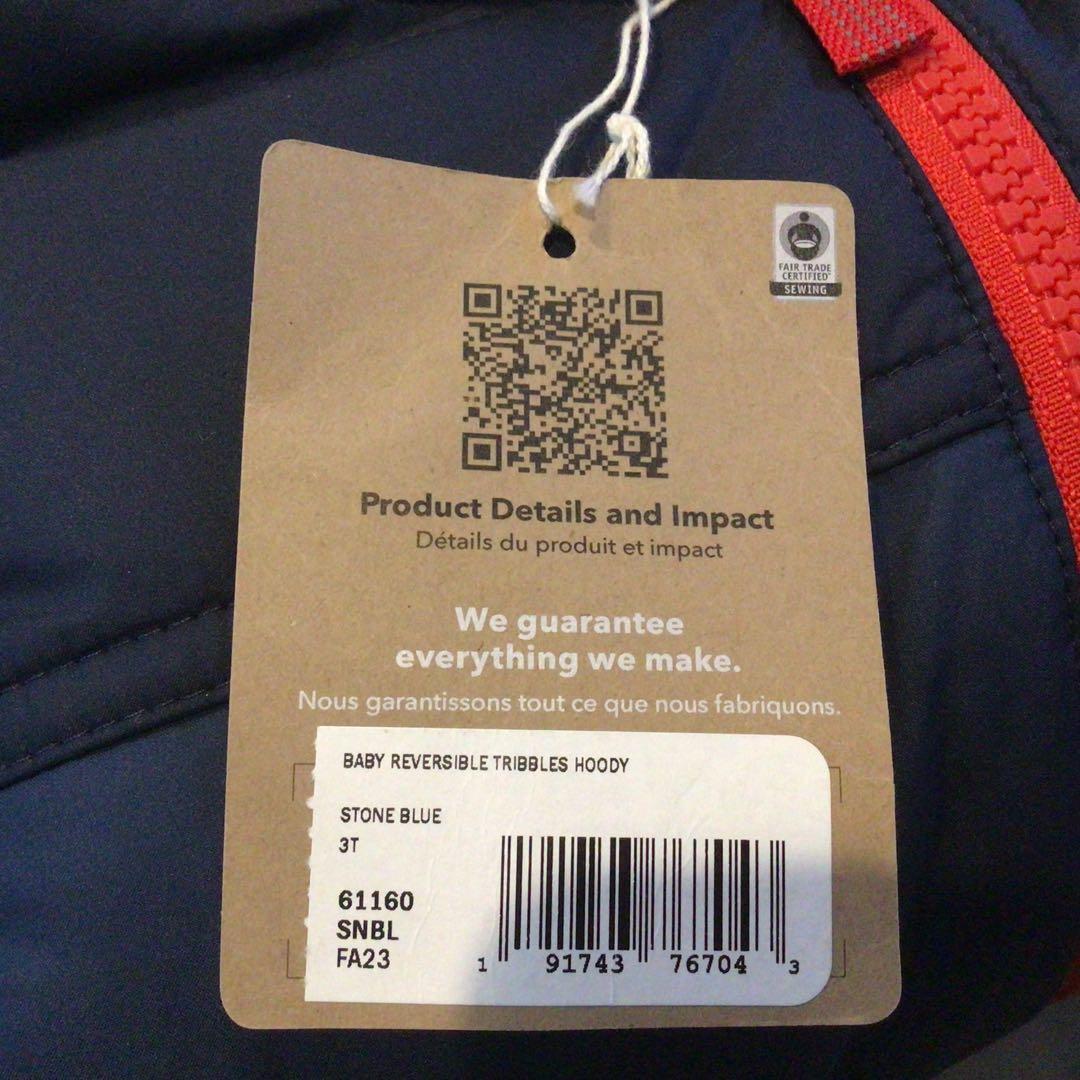 FAIR TRADE
CERTIFIED
SEWING
Product Details and Impact
Détails du produit et impact
We guarantee
everything we make.
Nous garantissons tout ce que nous fabriquons.
BABY REVERSIBLE TRIBBLES HOODY
STONE BLUE
3T
61160
SNBL
FA23
1 91743 76704 3